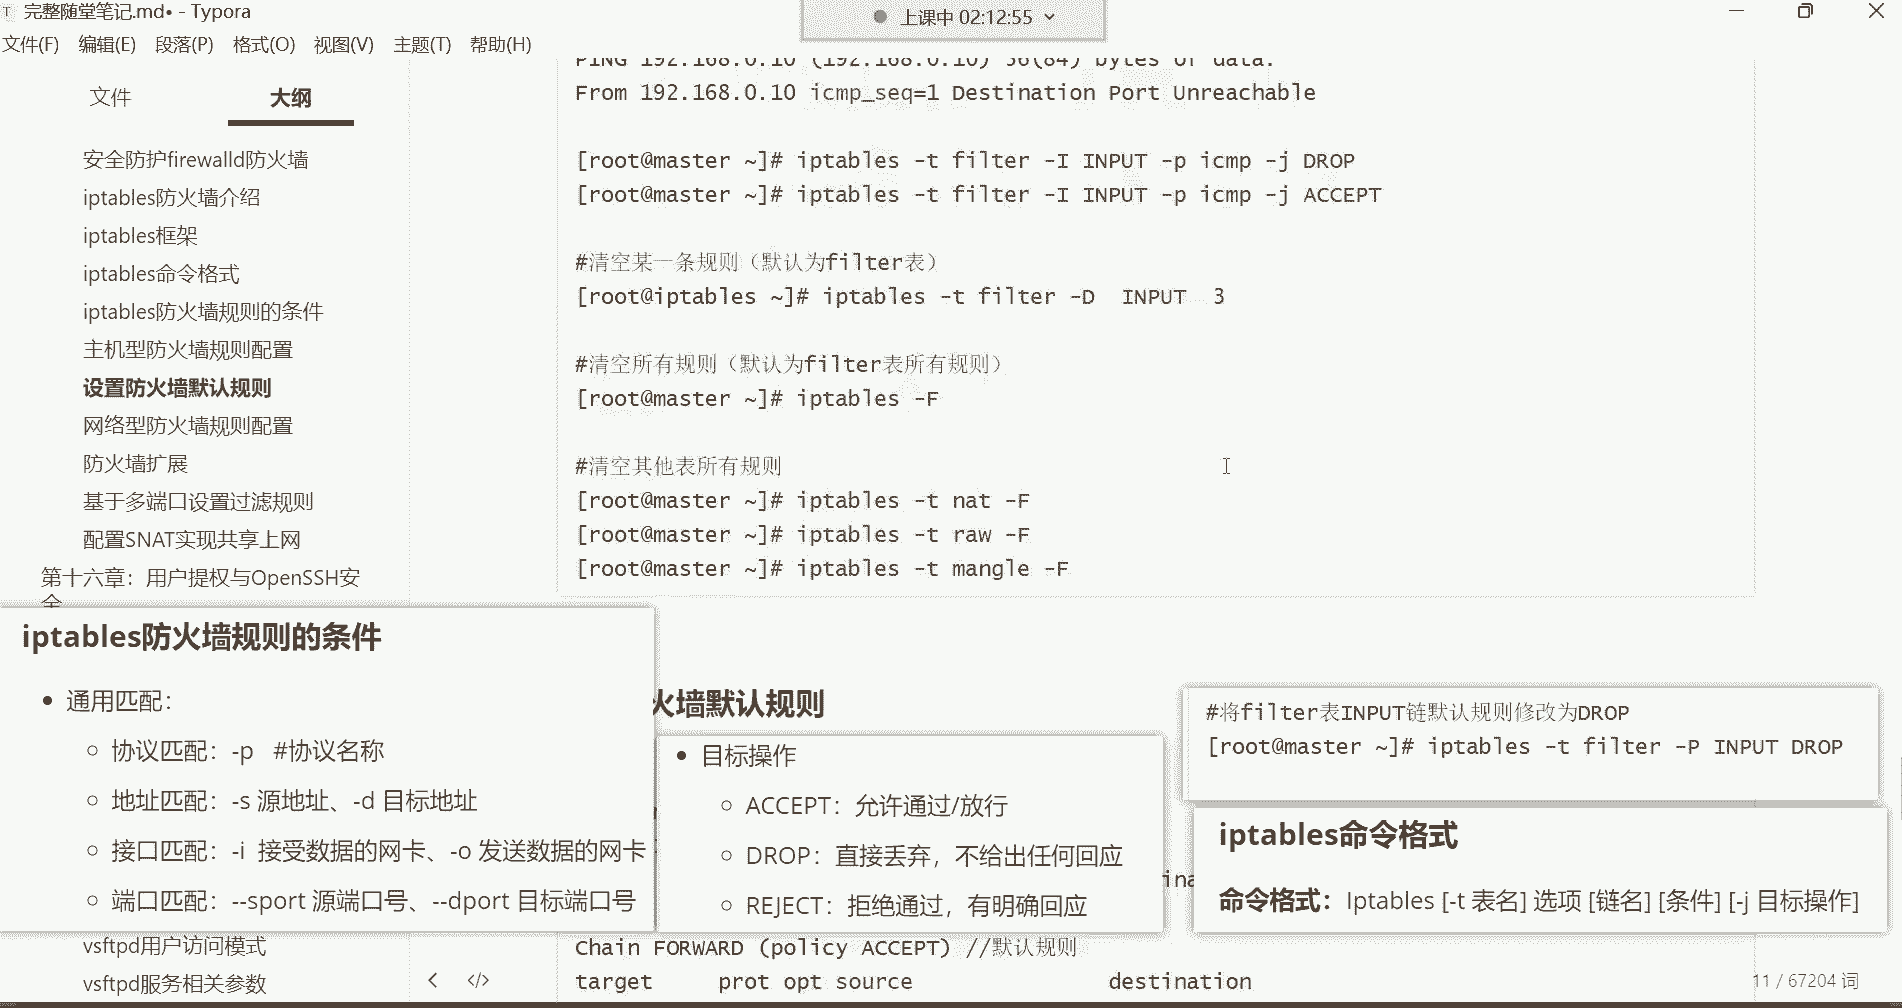 完整随堂笔记.md• - Typora
上课中 02:12:55
文件(F) 编辑(E) 段落(P) 格式(O) 视图(V) 主题(T) 帮助(H)
文件 大纲
安全防护firewalld防火墙
iptables防火墙介绍
iptables框架
iptables命令格式
iptables防火墙规则的条件
主机型防火墙规则配置
设置防火墙默认规则
网络型防火墙规则配置
防火墙扩展
基于多端口设置过滤规则
配置SNAT实现共享上网
第十六章：用户提权与OpenSSH安
全
PING 192.168.0.10 (192.168.0.10) 56(84) bytes of data.
From 192.168.0.10 icmp_seq=1 Destination Port Unreachable
[root@master ~]# iptables -t filter -I INPUT -p icmp -j DROP
[root@master ~]# iptables -t filter -I INPUT -p icmp -j ACCEPT
#清空某一条规则（默认为filter表）
[root@iptables ~]# iptables -t filter -D  INPUT  3
#清空所有规则（默认为filter表所有规则）
[root@master ~]# iptables -F
#清空其他表所有规则
[root@master ~]# iptables -t nat -F
[root@master ~]# iptables -t raw -F
[root@master ~]# iptables -t mangle -F
iptables防火墙规则的条件
• 通用匹配：
○ 协议匹配：-p   #协议名称
○ 地址匹配：-s 源地址、-d 目标地址
○ 接口匹配：-i  接受数据的网卡、-o 发送数据的网卡
○ 端口匹配：--sport 源端口号、--dport 目标端口号
火墙默认规则
• 目标操作
○ ACCEPT：允许通过/放行
○ DROP：直接丢弃，不给出任何回应
○ REJECT：拒绝通过，有明确回应
#将filter表INPUT链默认规则修改为DROP
[root@master ~]# iptables -t filter -P INPUT DROP
iptables命令格式
ina
命令格式：Iptables [-t 表名] 选项 [链名] [条件] [-j 目标操作]
vsftpd用户访问模式
vsftpd服务相关参数
Chain FORWARD (policy ACCEPT) //默认规则
target     prot opt source               destination
11 / 67204 词